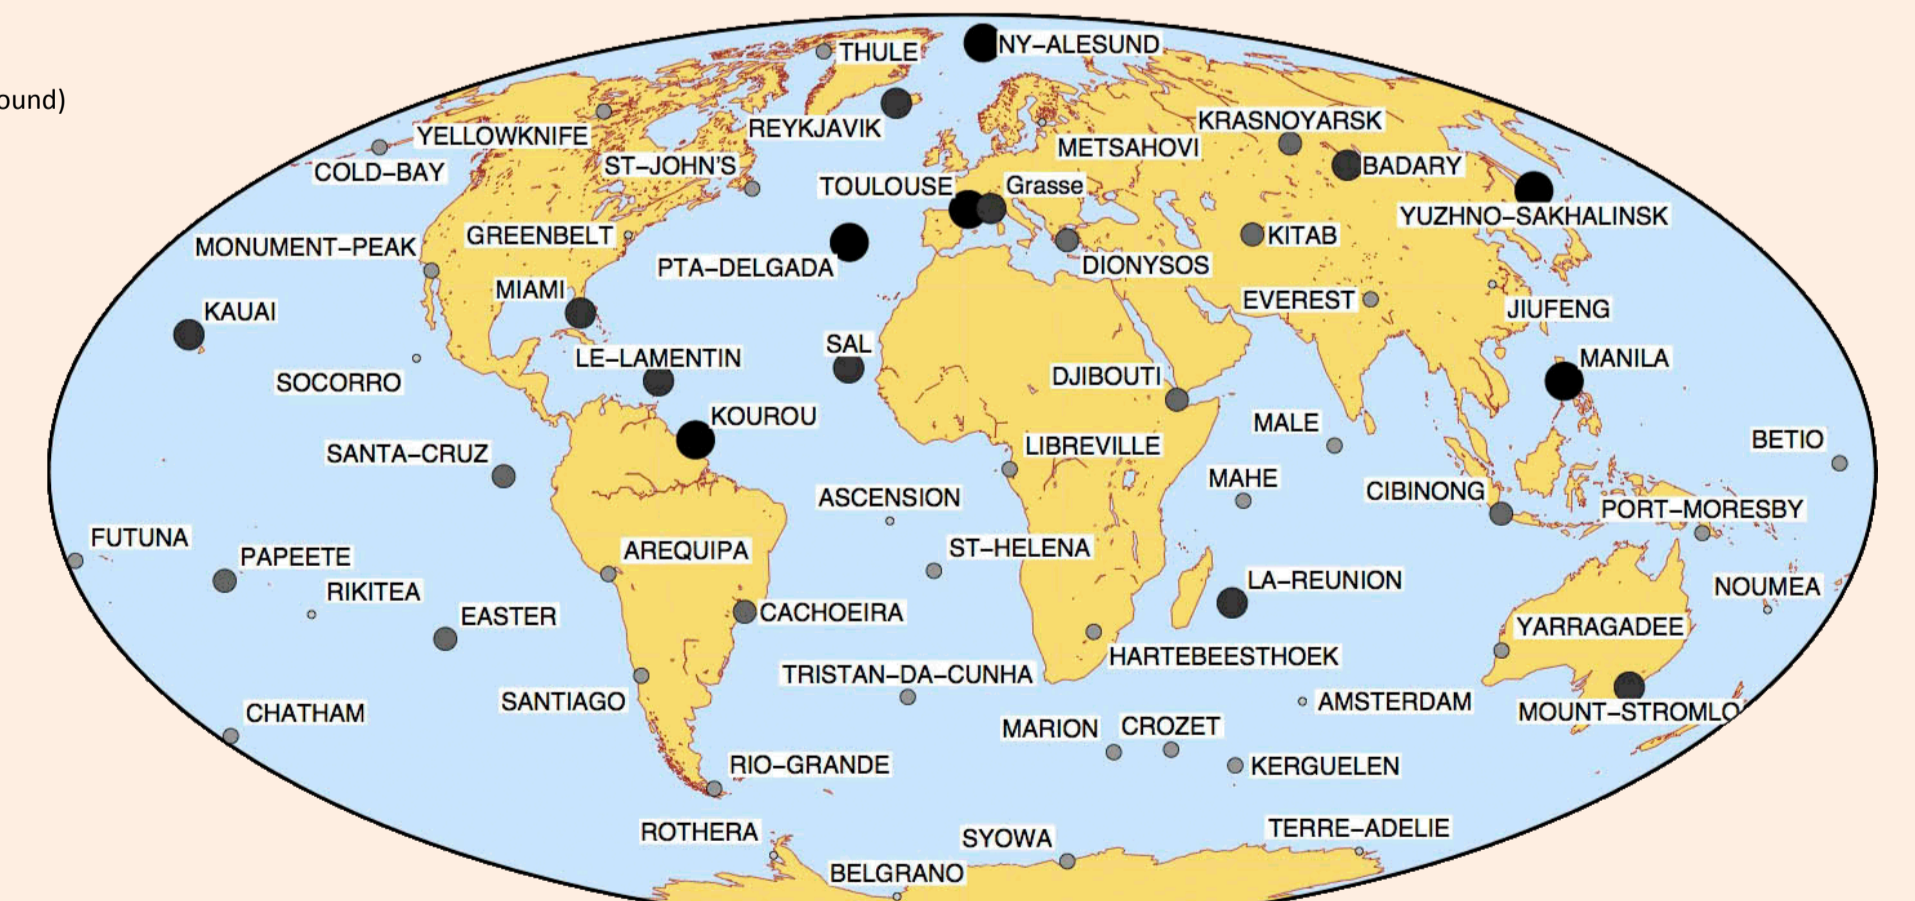 ound)
THULE
NY-ALESUND
REYKJAVIK
YELLOWKNIFE
COLD-BAY
ST-JOHN'S
KRASNOYARSK
METSAHOVI
BADARY
TOULOUSE
Grasse
YUZHNO-SAKHALINSK
MONUMENT-PEAK
GREENBELT
KITAB
PTA-DELGADA
DIONYSOS
MIAMI
EVEREST
JIUFENG
KAUAI
SAL
LE-LAMENTIN
MANILA
SOCORRO
DJIBOUTI
KOUROU
MALE
BETIO
SANTA-CRUZ
LIBREVILLE
MAHE
CIBINONG
ASCENSION
PORT-MORESBY
FUTUNA
PAPEETE
AREQUIPA
ST-HELENA
RIKITEA
LA-REUNION
NOUMEA
EASTER
CACHOEIRA
YARRAGADEE
HARTEBEESTHOEK
TRISTAN-DA-CUNHA
SANTIAGO
AMSTERDAM
CHATHAM
MOUNT-STROMLO
MARION
CROZET
RIO-GRANDE
KERGUELEN
ROTHERA
SYOWA
TERRE-ADELIE
BELGRANO